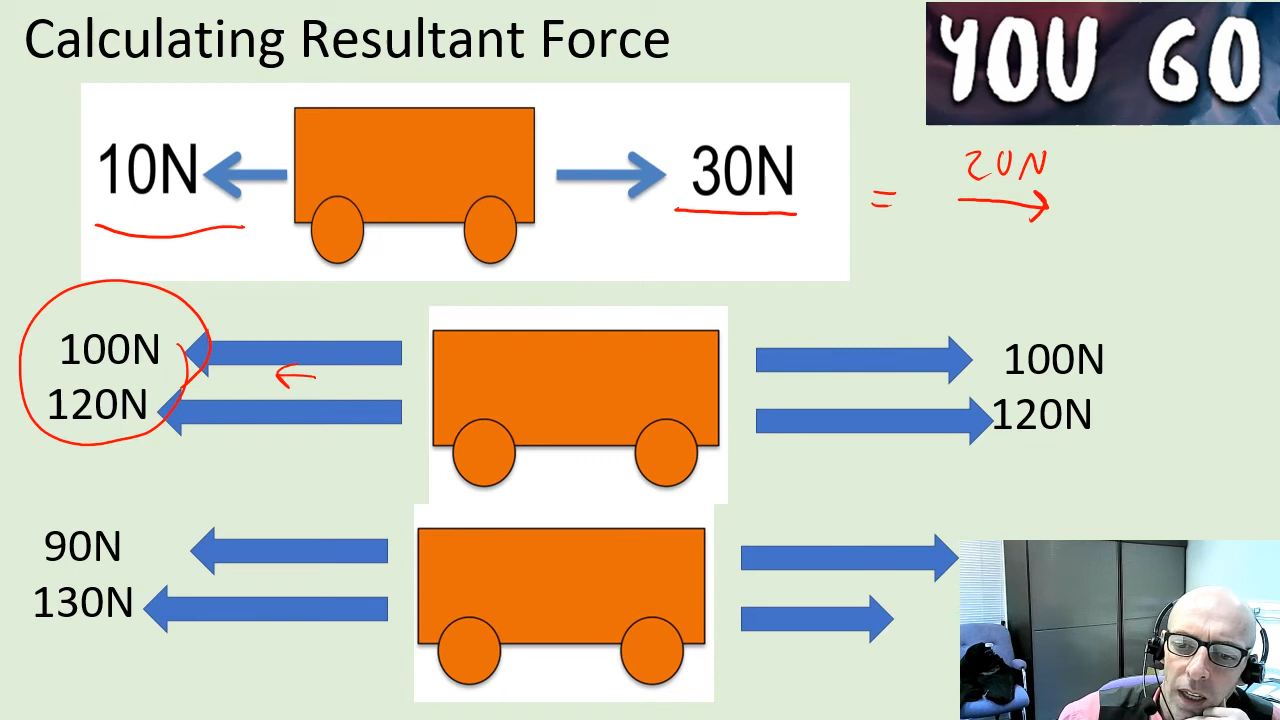 Calculating Resultant Force
YOU GO
10N
30N
= 20N
100N
100N
120N
120N
90N
130N